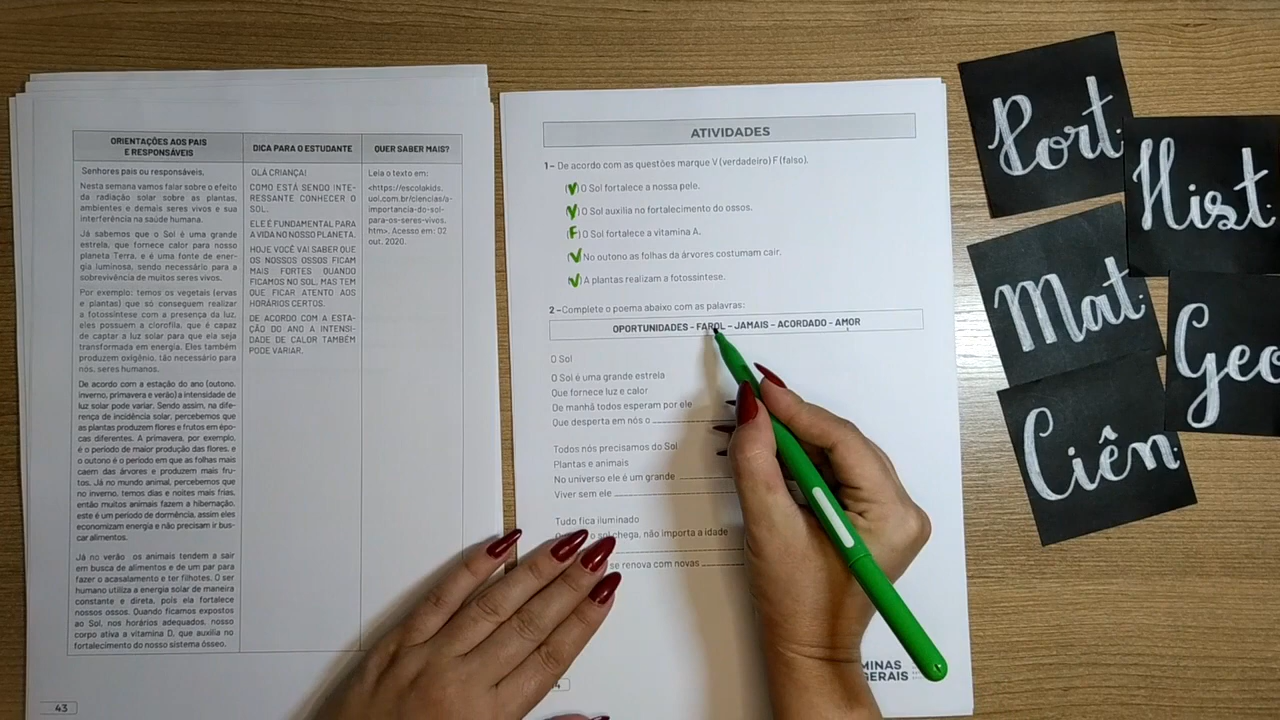 ORIENTAÇÕES AOS PAIS
E RESPONSÁVEIS
Senhores pais ou responsáveis,
Nesta semana vamos falar sobre o efeito
da radiação solar sobre as plantas,
ambientes e demais seres vivos e sua
interferência na saúde humana.
Já sabemos que o Sol é uma grande
estrela, que fornece calor para nosso
planeta Terra, e é uma fonte de ener-
gia luminosa, sendo necessário para a
sobrevivência de muitos seres vivos.
Por exemplo: temos os vegetais (ervas
e plantas) que só conseguem realizar
a fotossíntese com a presença da luz,
eles possuem a clorofila, que é capaz
de captar a luz solar para que ela seja
transformada em energia. Eles também
produzem oxigênio, tão necessário para
nós, seres humanos.
De acordo com a estação do ano (outono,
inverno, primavera e verão) a intensidade de
luz solar pode variar. Sendo assim, na dife-
rença de incidência solar, percebemos que
as plantas produzem flores e frutos em épo-
cas diferentes. A primavera, por exemplo,
é o período de maior produção das flores, e
o outono é o período em que as folhas mais
caem das árvores e produzem mais fru-
tos. Já no mundo animal, percebemos que
no inverno, temos dias e noites mais frias,
então muitos animais fazem a hibernação,
este é um período de dormência, assim eles
economizam energia e não precisam ir bus-
car alimentos.
Já no verão os animais tendem a sair
em busca de alimentos e de um par para
fazer o acasalamento e ter filhotes. O ser
humano utiliza a energia solar de maneira
constante e direta, pois ela fortalece
nossos ossos. Quando ficamos expostos
ao Sol, nos horários adequados, nosso
corpo ativa a vitamina D, que auxilia no
fortalecimento do nosso sistema ósseo.
DICA PARA O ESTUDANTE
OLÁ CRIANÇA!
COMO ESTÁ SENDO INTE-
RESSANTE CONHECER O
SOL.
ELE É FUNDAMENTAL PARA
A VIDA NO NOSSO PLANETA.
HOJE VOCÊ VAI SABER QUE
OS NOSSOS OSSOS FICAM
MAIS FORTES QUANDO
FICAMOS NO SOL. MAS TEM
QUE FICAR ATENTO AOS
HORÁRIOS CERTOS.
DE ACORDO COM A ESTA-
ÇÃO DO ANO A INTENSI-
DADE DE CALOR TAMBÉM
PODE VARIAR.
QUER SABER MAIS?
Leia o texto em:
<https://escolakids.
uol.com.br/ciencias/a-
importancia-do-sol-
para-os-seres-vivos.
htm>. Acesso em: 02
out. 2020.
43
ATIVIDADES
1 - De acordo com as questões marque V (verdadeiro) F (falso).
(V) O Sol fortalece a nossa pele.
(V) O Sol auxilia no fortalecimento do ossos.
(F) O Sol fortalece a vitamina A.
(V) No outono as folhas da árvores costumam cair.
(V) A plantas realizam a fotossíntese.
2 - Complete o poema abaixo com as palavras:
OPORTUNIDADES - FAROL - JAMAIS - ACORDADO - AMOR
O Sol
O Sol é uma grande estrela
Que fornece luz e calor
De manhã todos esperam por ele
Que desperta em nós o
Todos nós precisamos do Sol
Plantas e animais
No universo ele é um grande
Viver sem ele
Tudo fica iluminado
o sol chega, não importa a idade
se renova com novas
MINAS
GERAIS
Port.
Hist.
Mat.
Geo
Ciên.